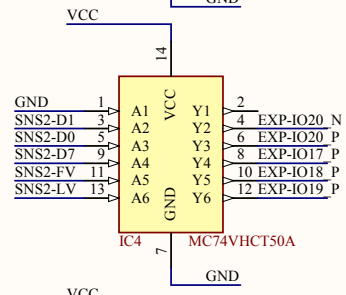 GND
VCC
14
VCC
GND 1 A1 Y1 2
SNS2-D1 3 A2 Y2 4 EXP-IO20_N
SNS2-D0 5 A3 Y3 6 EXP-IO20_P
SNS2-D7 9 A4 Y4 8 EXP-IO17_P
SNS2-FV 11 A5 Y5 10 EXP-IO18_P
SNS2-LV 13 A6 Y6 12 EXP-IO19_P
GND
IC4 MC74VHCT50A
7
GND
VCC